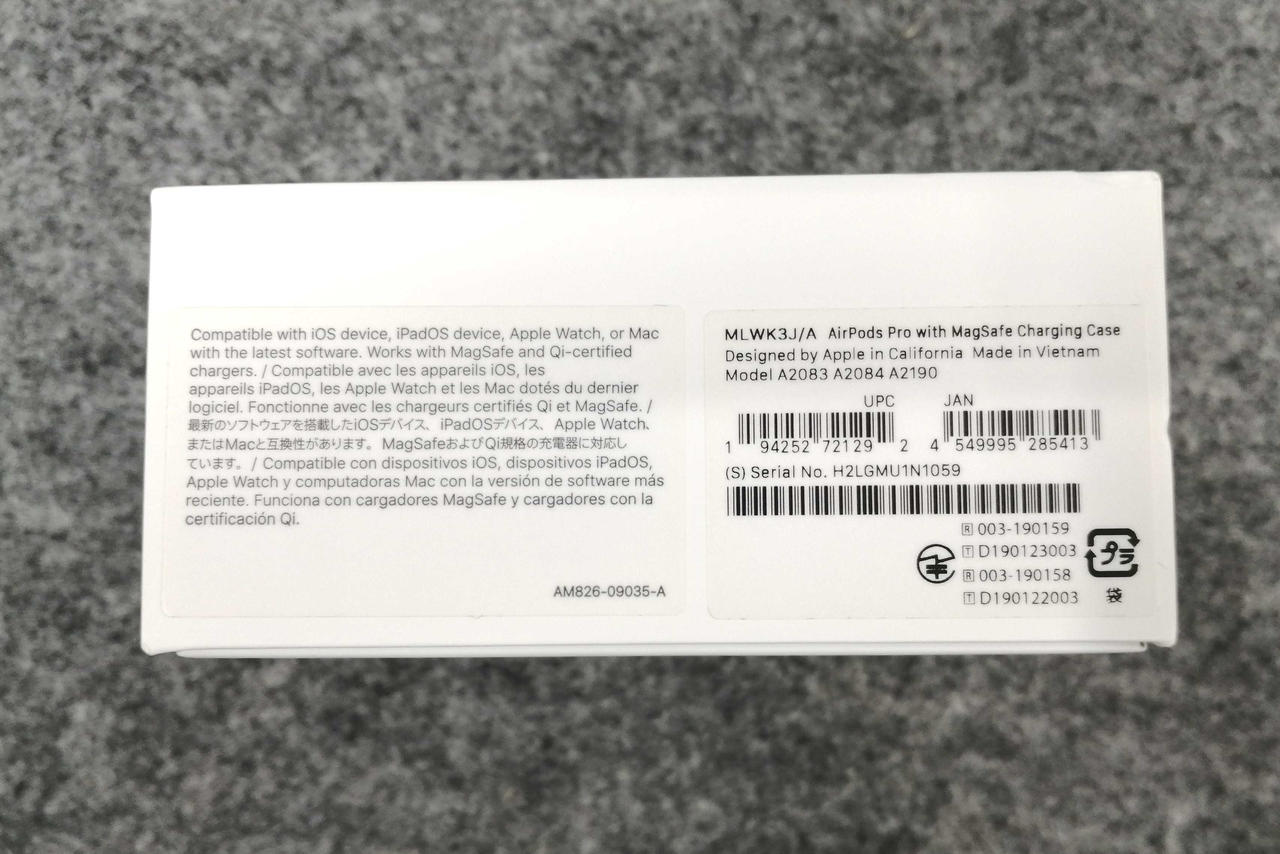 Compatible with iOS device, iPadOS device, Apple Watch, or Mac
with the latest software. Works with MagSafe and Qi-certified
chargers. / Compatible avec les appareils iOS, les
appareils iPadOS, les Apple Watch et les Mac dotés du dernier
logiciel. Fonctionne avec les chargeurs certifiés Qi et MagSafe. /
最新のソフトウェアを搭載したiOSデバイス、iPadOSデバイス、Apple Watch、
またはMacと互換性があります。MagSafeおよびQi規格の充電器に対応し
ています。/ Compatible con dispositivos iOS, dispositivos iPadOS,
Apple Watch y computadoras Mac con la versión de software más
reciente. Funciona con cargadores MagSafe y cargadores con la
certificación Qi.
AM826-09035-A
MLWK3J/A AirPods Pro with MagSafe Charging Case
Designed by Apple in California Made in Vietnam
Model A2083 A2084 A2190
UPC JAN
1 94252 72129 2 4 549995 285413
(S) Serial No. H2LGMU1N1059
R 003-190159
T D190123003
R 003-190158
T D190122003
プラ
袋